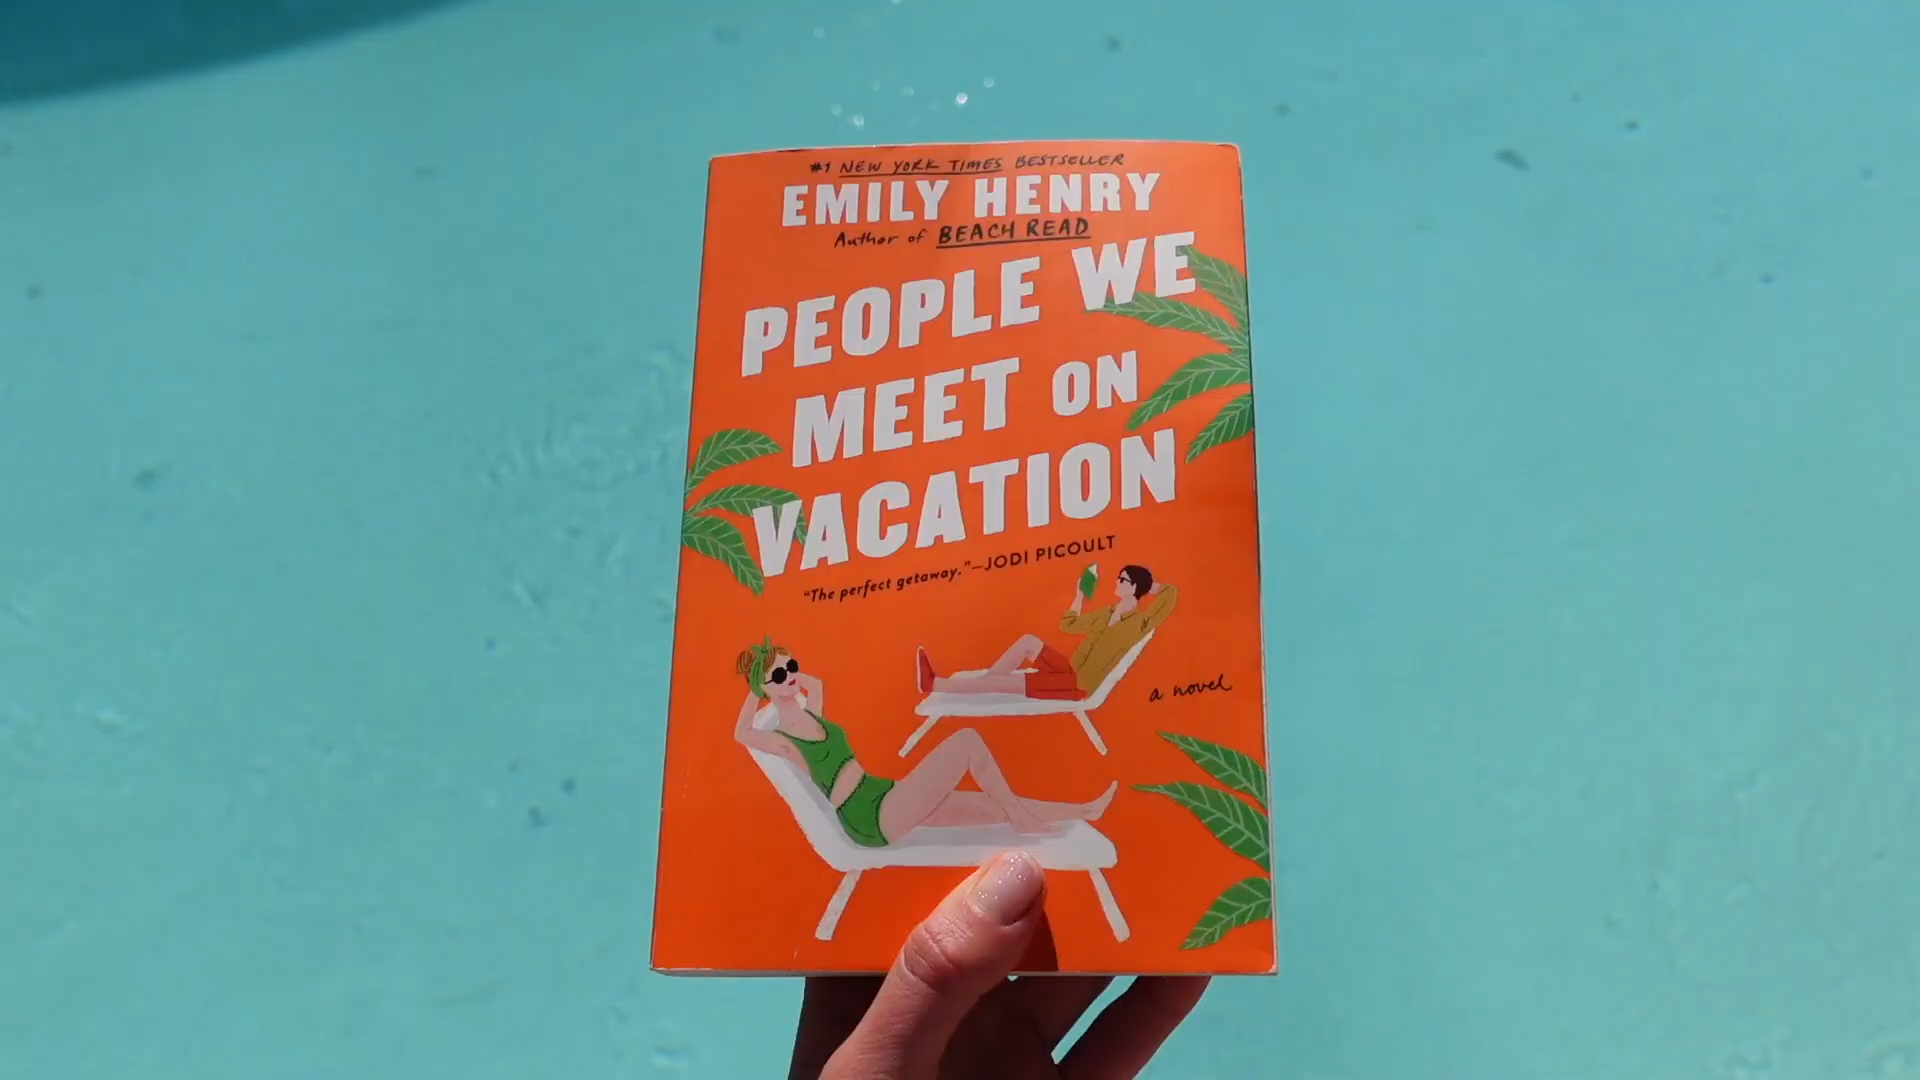 #1 NEW YORK TIMES BESTSELLER
EMILY HENRY
Author of BEACH READ
PEOPLE WE
MEET ON
VACATION
"The perfect getaway."—JODI PICOULT
a novel